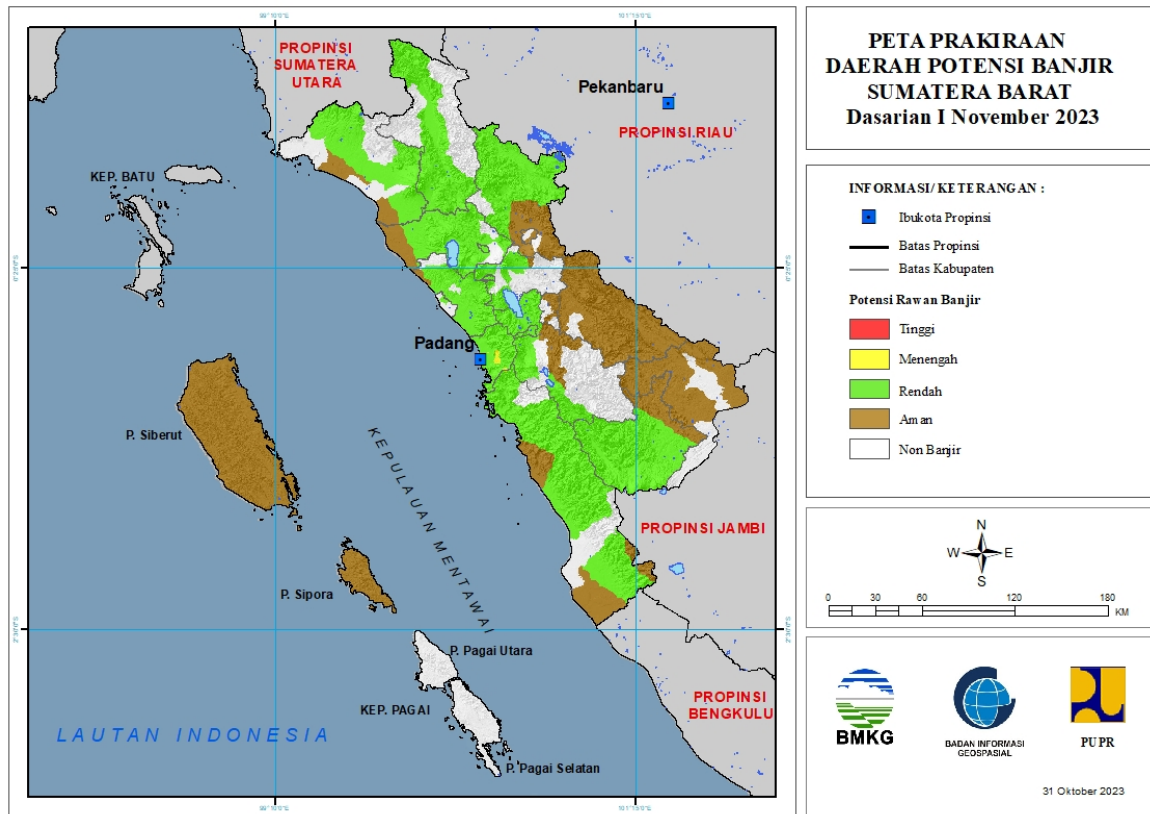 PROPINSI
SUMATERA
UTARA
Pekanbaru
PROPINSI RIAU
KEP. BATU
Padang
P. Siberut
KEPULAUAN MENTAWAI
PROPINSI JAMBI
P. Sipora
P. Pagai Utara
KEP. PAGAI
PROPINSI
BENGKULU
LAUTAN INDONESIA
P. Pagai Selatan
PETA PRAKIRAAN
DAERAH POTENSI BANJIR
SUMATERA BARAT
Dasarian I November 2023
INFORMASI/ KETERANGAN :
Ibukota Propinsi
Batas Propinsi
Batas Kabupaten
Potensi Rawan Banjir
Tinggi
Menengah
Rendah
Aman
Non Banjir
N
W E
S
0 30 60 120 180
KM
BMKG
BADAN INFORMASI
GEOSPASIAL
PUPR
31 Oktober 2023